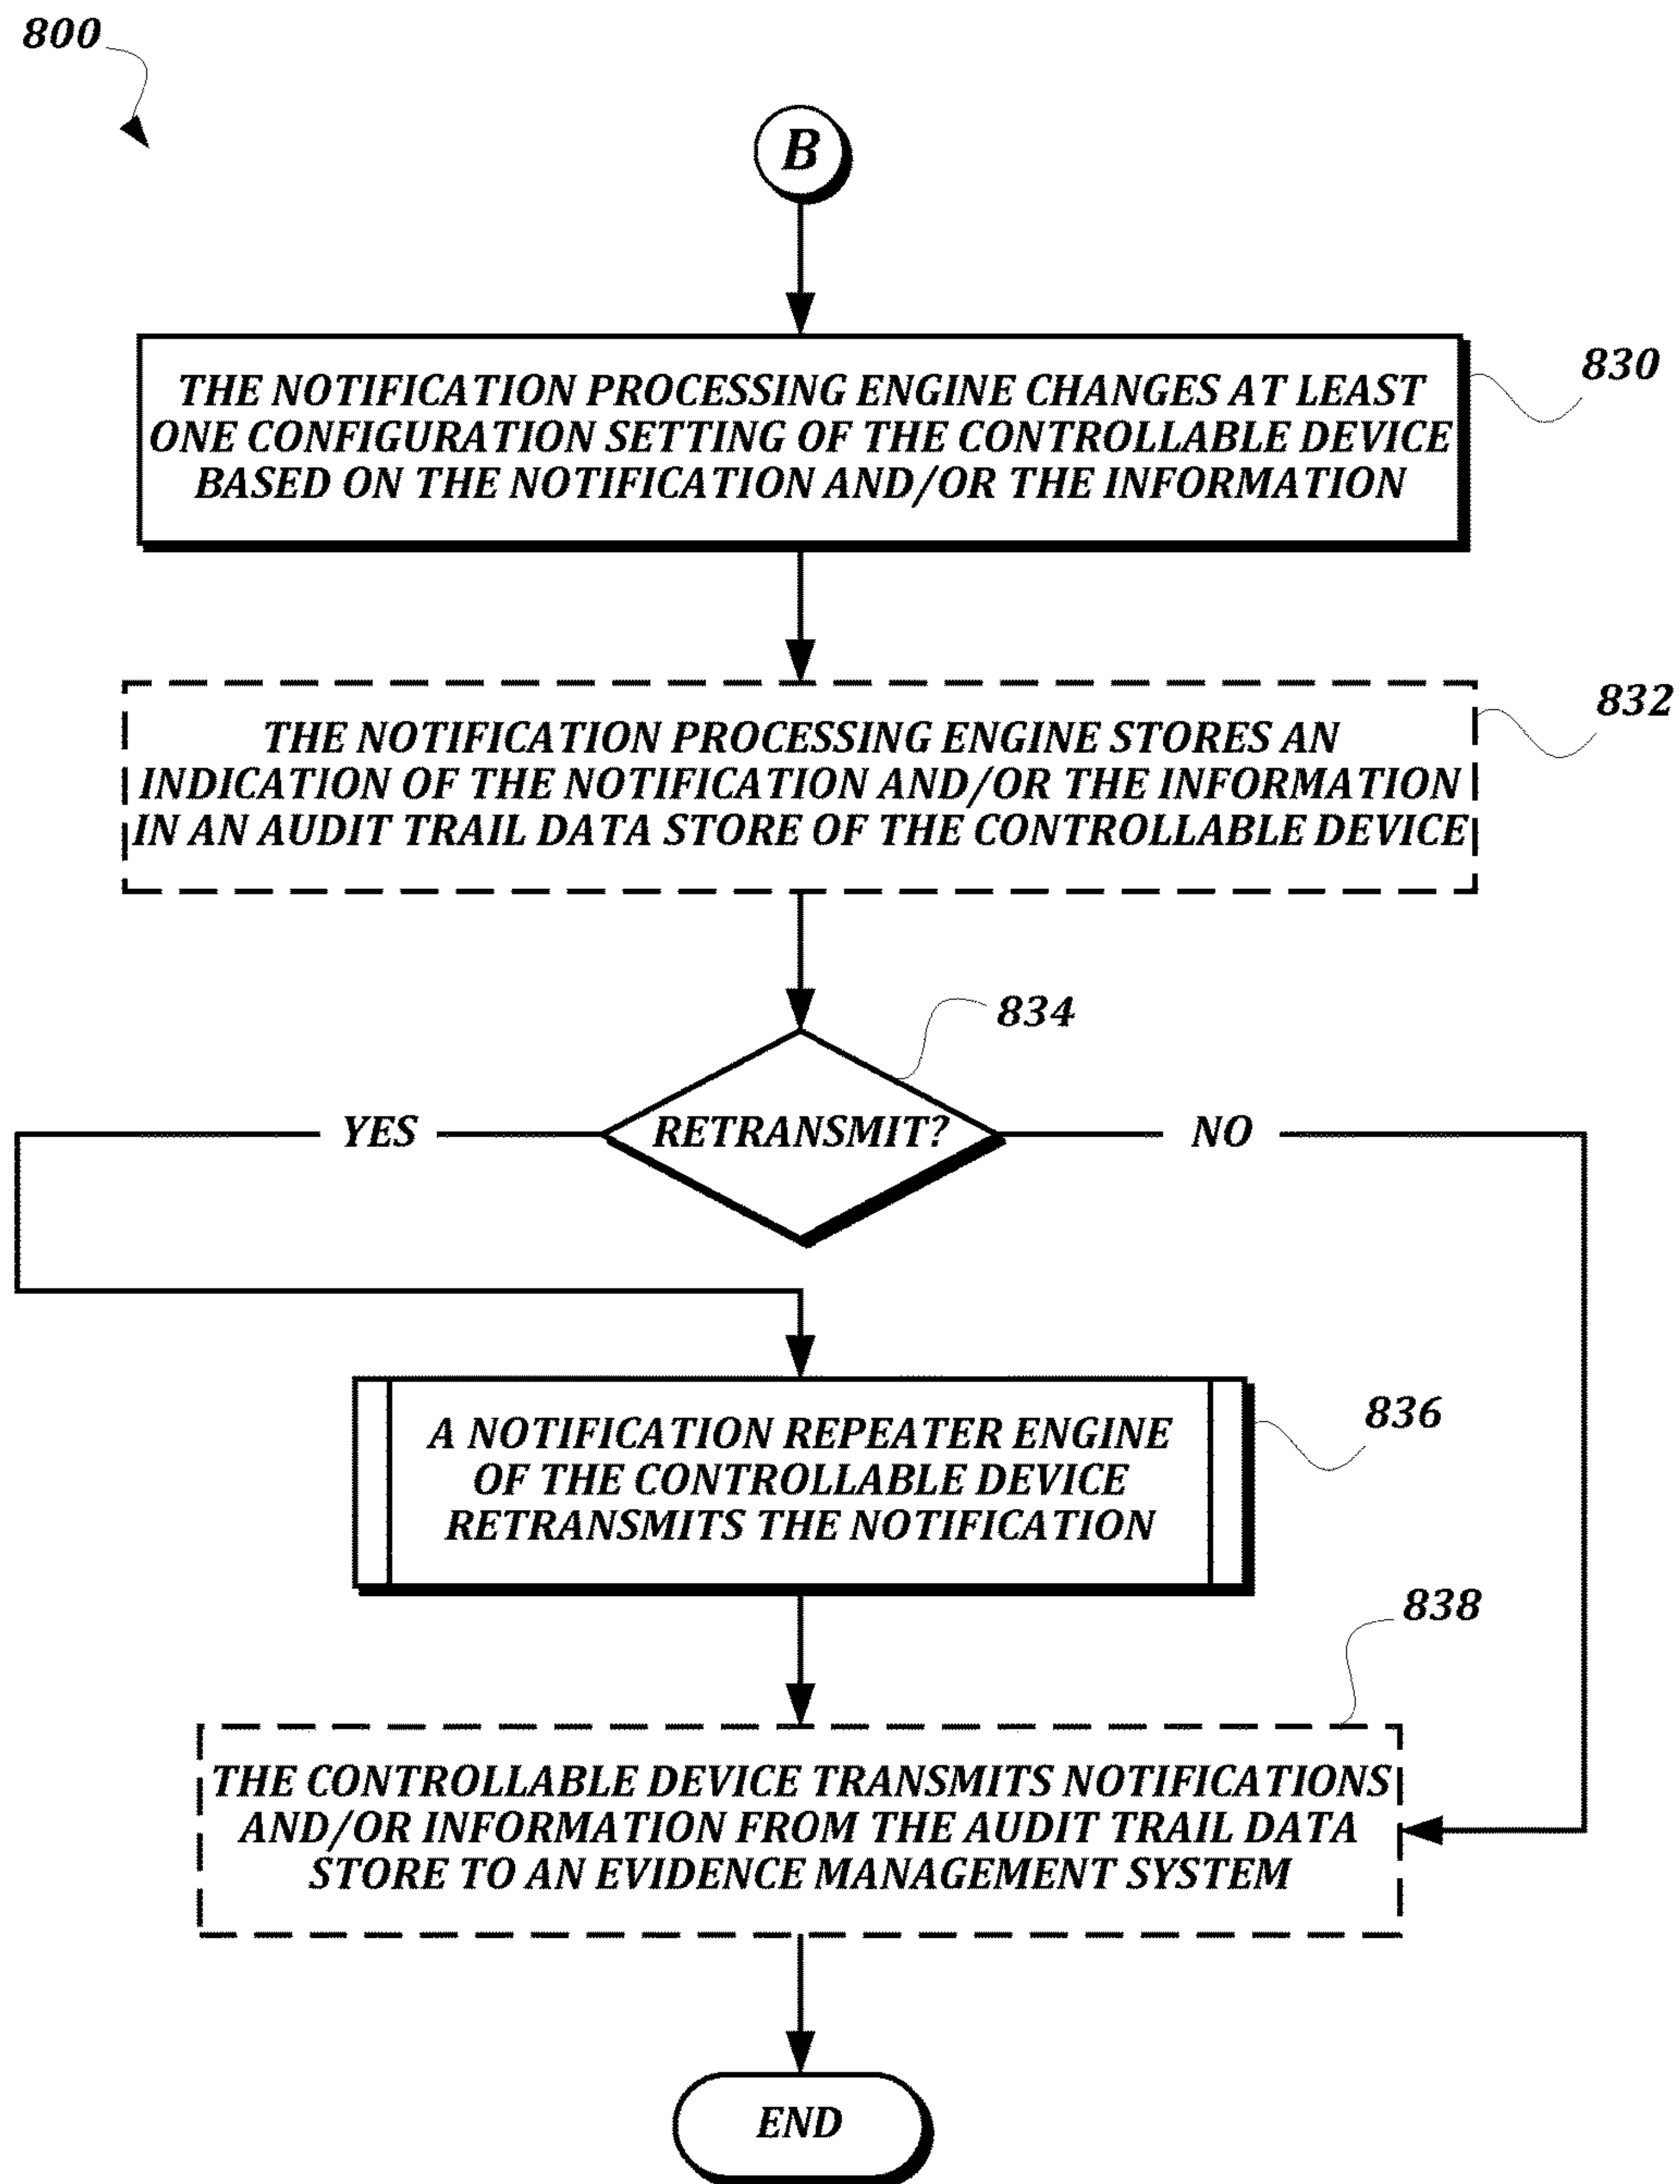 800
B
THE NOTIFICATION PROCESSING ENGINE CHANGES AT LEAST
ONE CONFIGURATION SETTING OF THE CONTROLLABLE DEVICE
BASED ON THE NOTIFICATION AND/OR THE INFORMATION
830
THE NOTIFICATION PROCESSING ENGINE STORES AN
INDICATION OF THE NOTIFICATION AND/OR THE INFORMATION
IN AN AUDIT TRAIL DATA STORE OF THE CONTROLLABLE DEVICE
832
834
YES
RETRANSMIT?
NO
A NOTIFICATION REPEATER ENGINE
OF THE CONTROLLABLE DEVICE
RETRANSMITS THE NOTIFICATION
836
838
THE CONTROLLABLE DEVICE TRANSMITS NOTIFICATIONS
AND/OR INFORMATION FROM THE AUDIT TRAIL DATA
STORE TO AN EVIDENCE MANAGEMENT SYSTEM
END